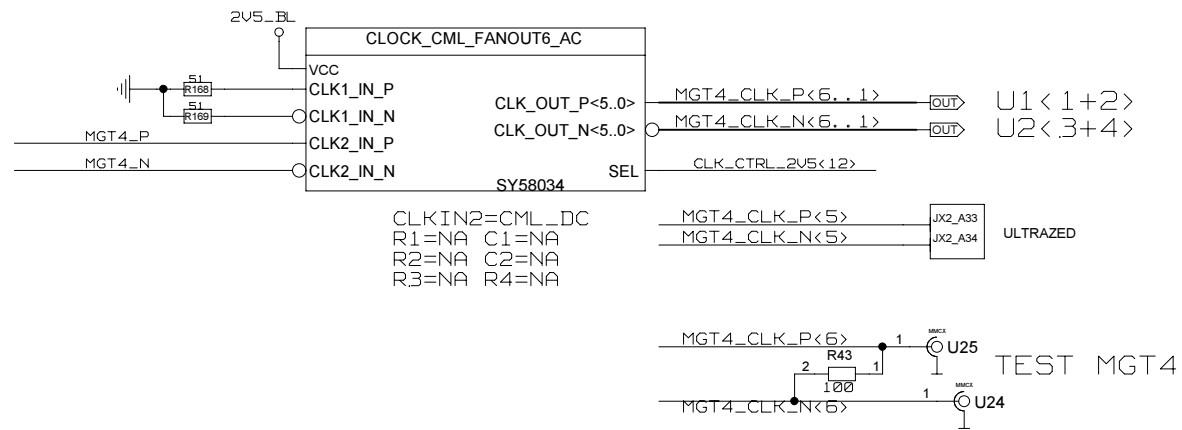 2V5_BL
CLOCK_CML_FANOUT6_AC
VCC
51
R168
CLK1_IN_P
51
R169
CLK1_IN_N
MGT4_P
CLK2_IN_P
MGT4_N
CLK2_IN_N
CLK_OUT_P<5..0>
MGT4_CLK_P<6..1>
OUT
U1<1+2>
CLK_OUT_N<5..0>
MGT4_CLK_N<6..1>
OUT
U2<3+4>
SEL
CLK_CTRL_2V5<12>
SY58034
CLKIN2=CML_DC
R1=NA C1=NA
R2=NA C2=NA
R3=NA R4=NA
MGT4_CLK_P<5>
JX2_A33
MGT4_CLK_N<5>
JX2_A34
ULTRAZED
MGT4_CLK_P<6>
1
MMCX
U25
R43
2
1
100
TEST MGT4
MGT4_CLK_N<6>
1
MMCX
U24